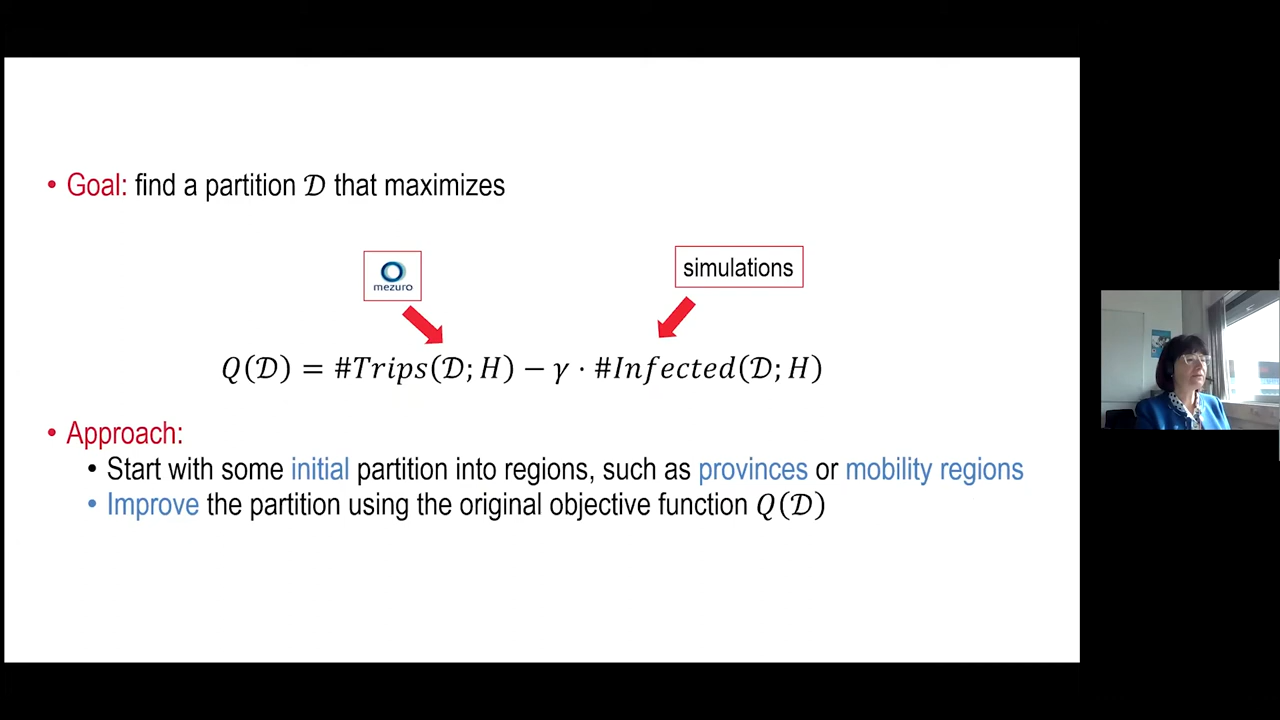 • Goal: find a partition 𝒟 that maximizes
mezuro
simulations
Q(𝒟) = #Trips(𝒟; H) − γ · #Infected(𝒟; H)
• Approach:
• Start with some initial partition into regions, such as provinces or mobility regions
• Improve the partition using the original objective function Q(𝒟)